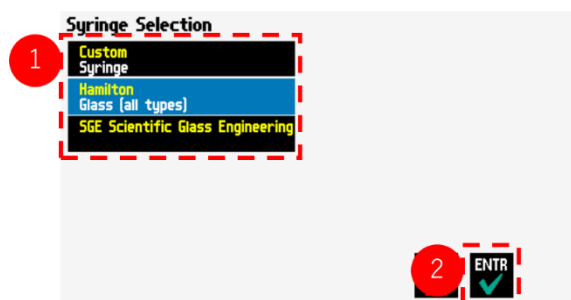 Syringe Selection
1
Custom
Syringe
Hamilton
Glass (all types)
SGE Scientific Glass Engineering
2
ENTR